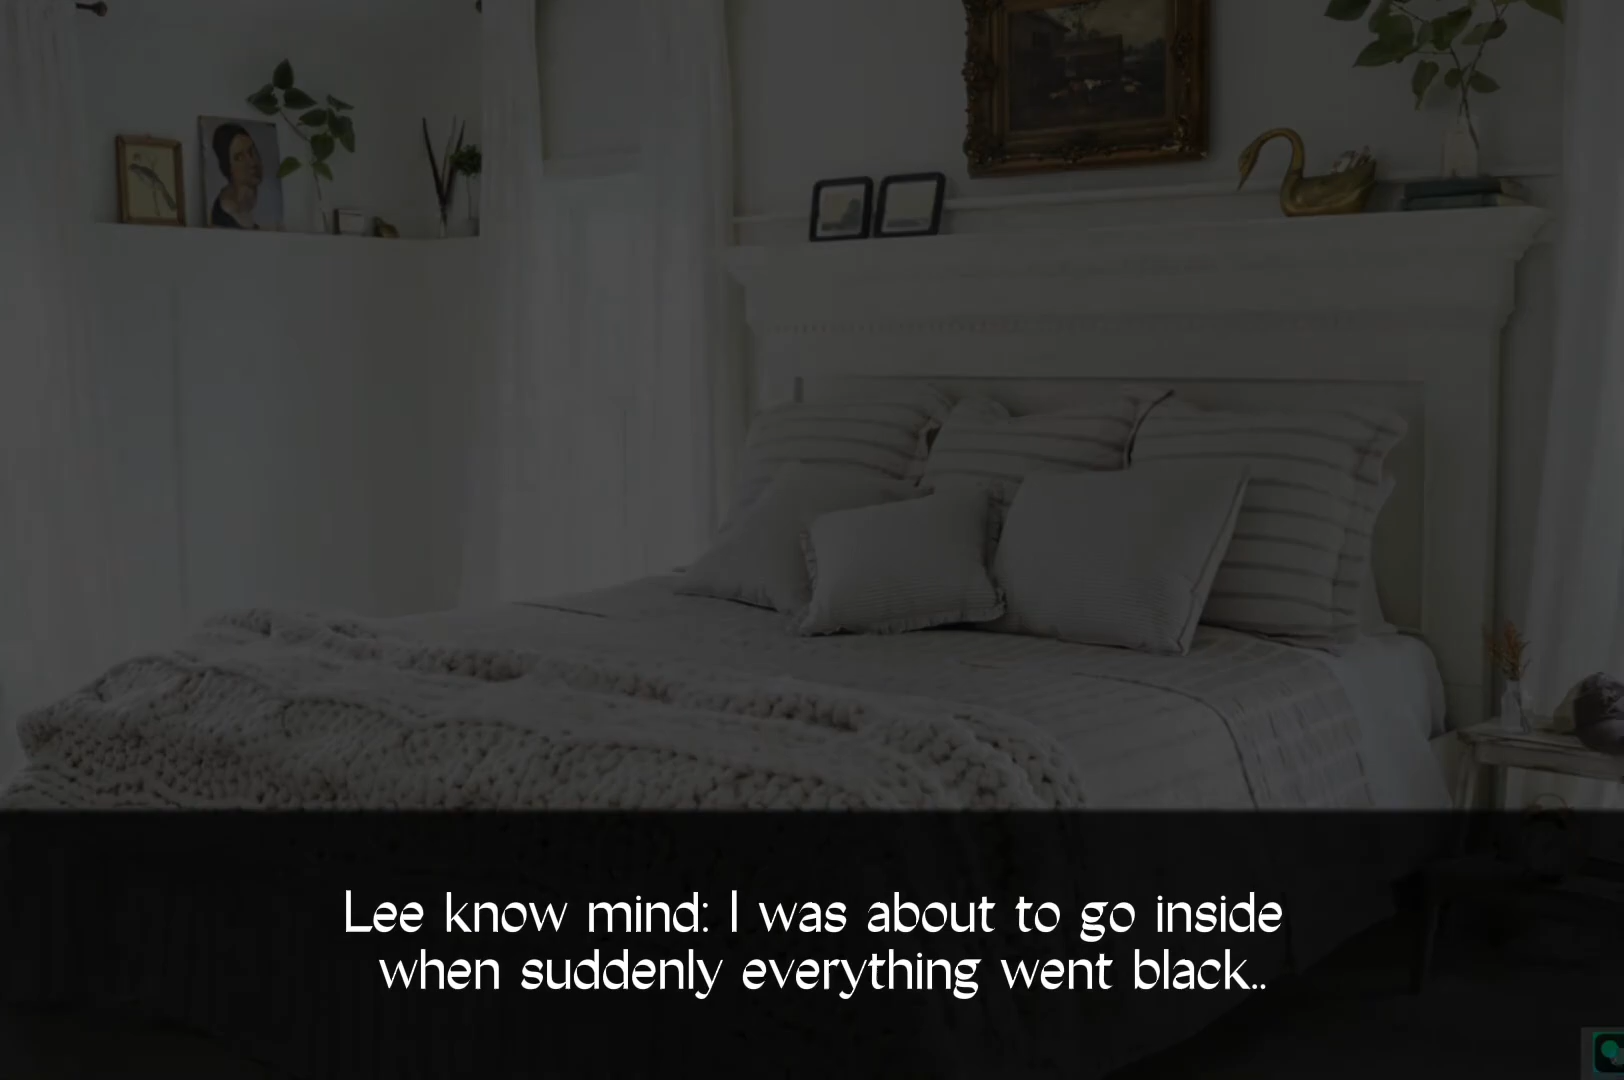 Lee know mind: I was about to go inside
when suddenly everything went black..